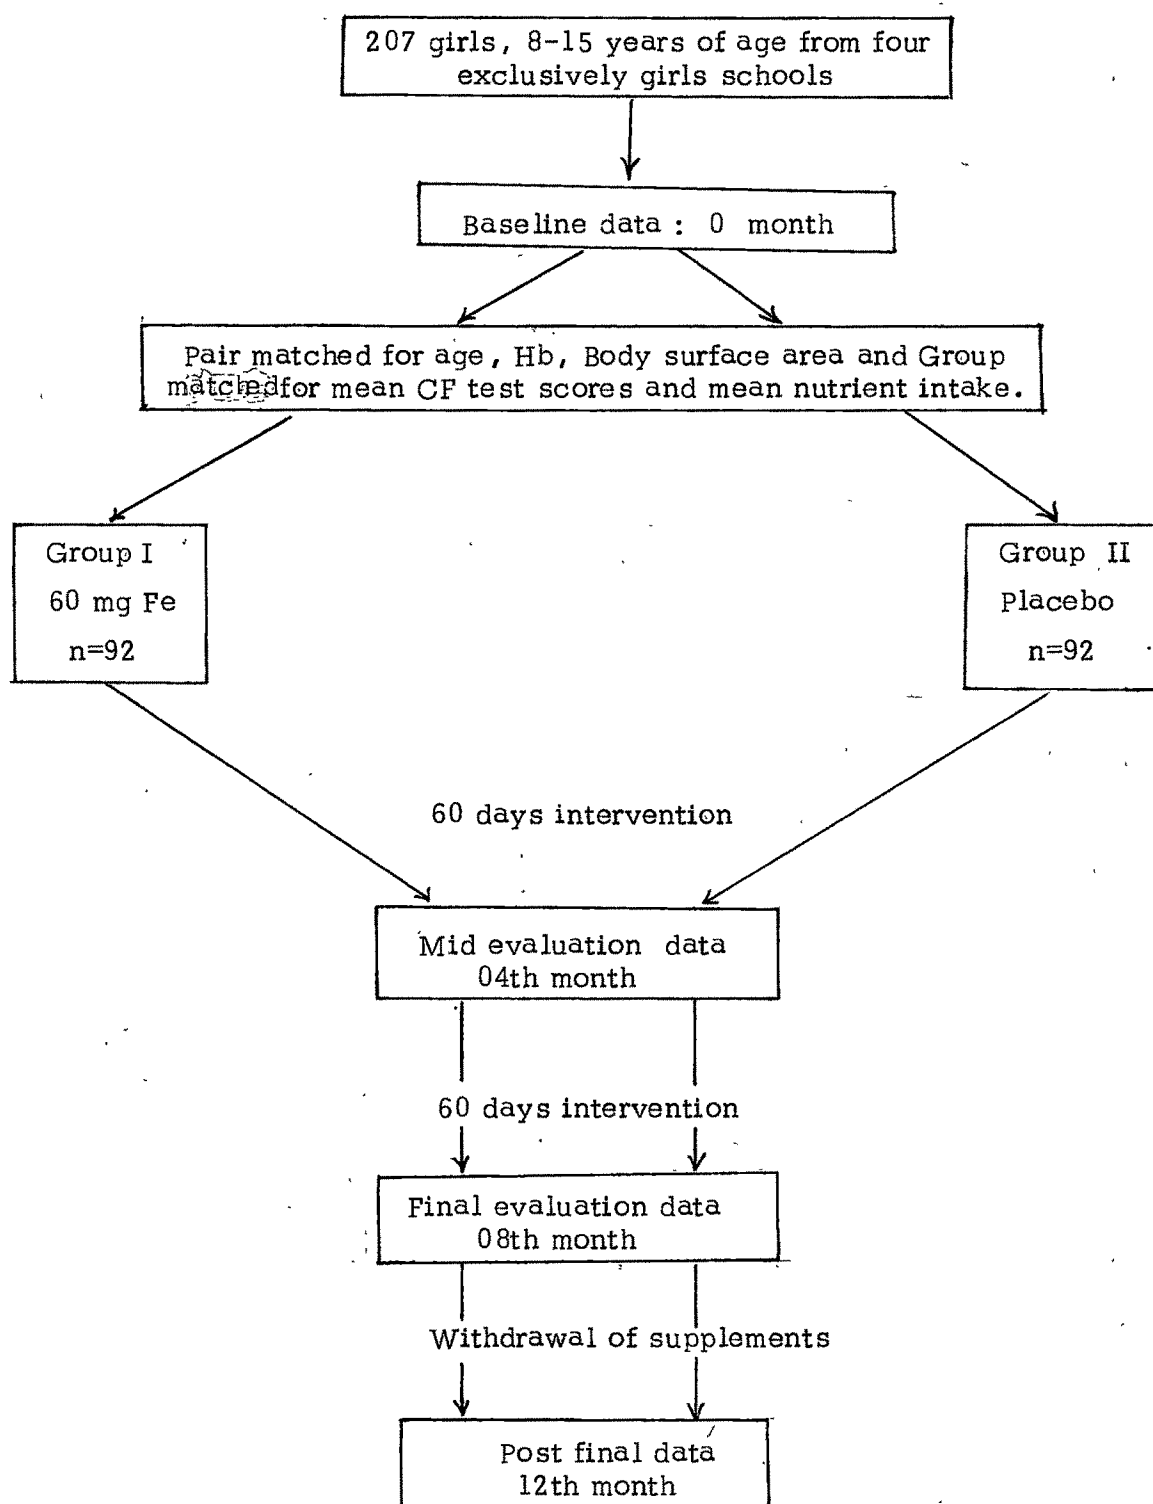 207 girls, 8-15 years of age from four
exclusively girls schools
Baseline data : 0 month
Pair matched for age, Hb, Body surface area and Group
matched for mean CF test scores and mean nutrient intake.
Group I
60 mg Fe
n=92
Group II
Placebo
n=92
60 days intervention
Mid evaluation data
04th month
60 days intervention
Final evaluation data
08th month
Withdrawal of supplements
Post final data
12th month